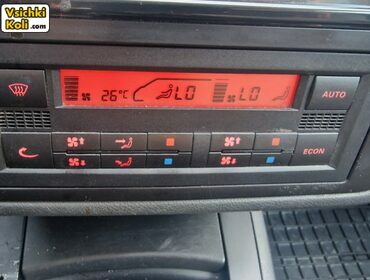 Vsichki
Koli .com
26°C LO LO
AUTO
ECON